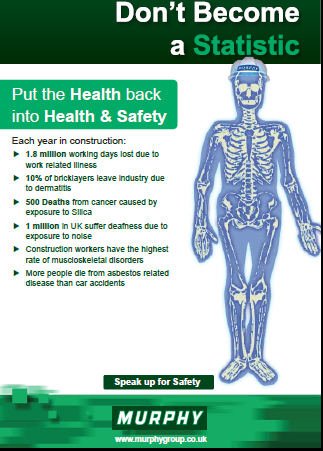 Don't Become
a Statistic
MURPHY
Put the Health back
into Health & Safety
Each year in construction:
1.8 million working days lost due to
work related illness
10% of bricklayers leave industry due
to dermatitis
500 Deaths from cancer caused by
exposure to Silica
1 million in UK suffer deafness due to
exposure to noise
Construction workers have the highest
rate of muscloskeletal disorders
More people die from asbestos related
disease than car accidents
Speak up for Safety
MURPHY
www.murphygroup.co.uk